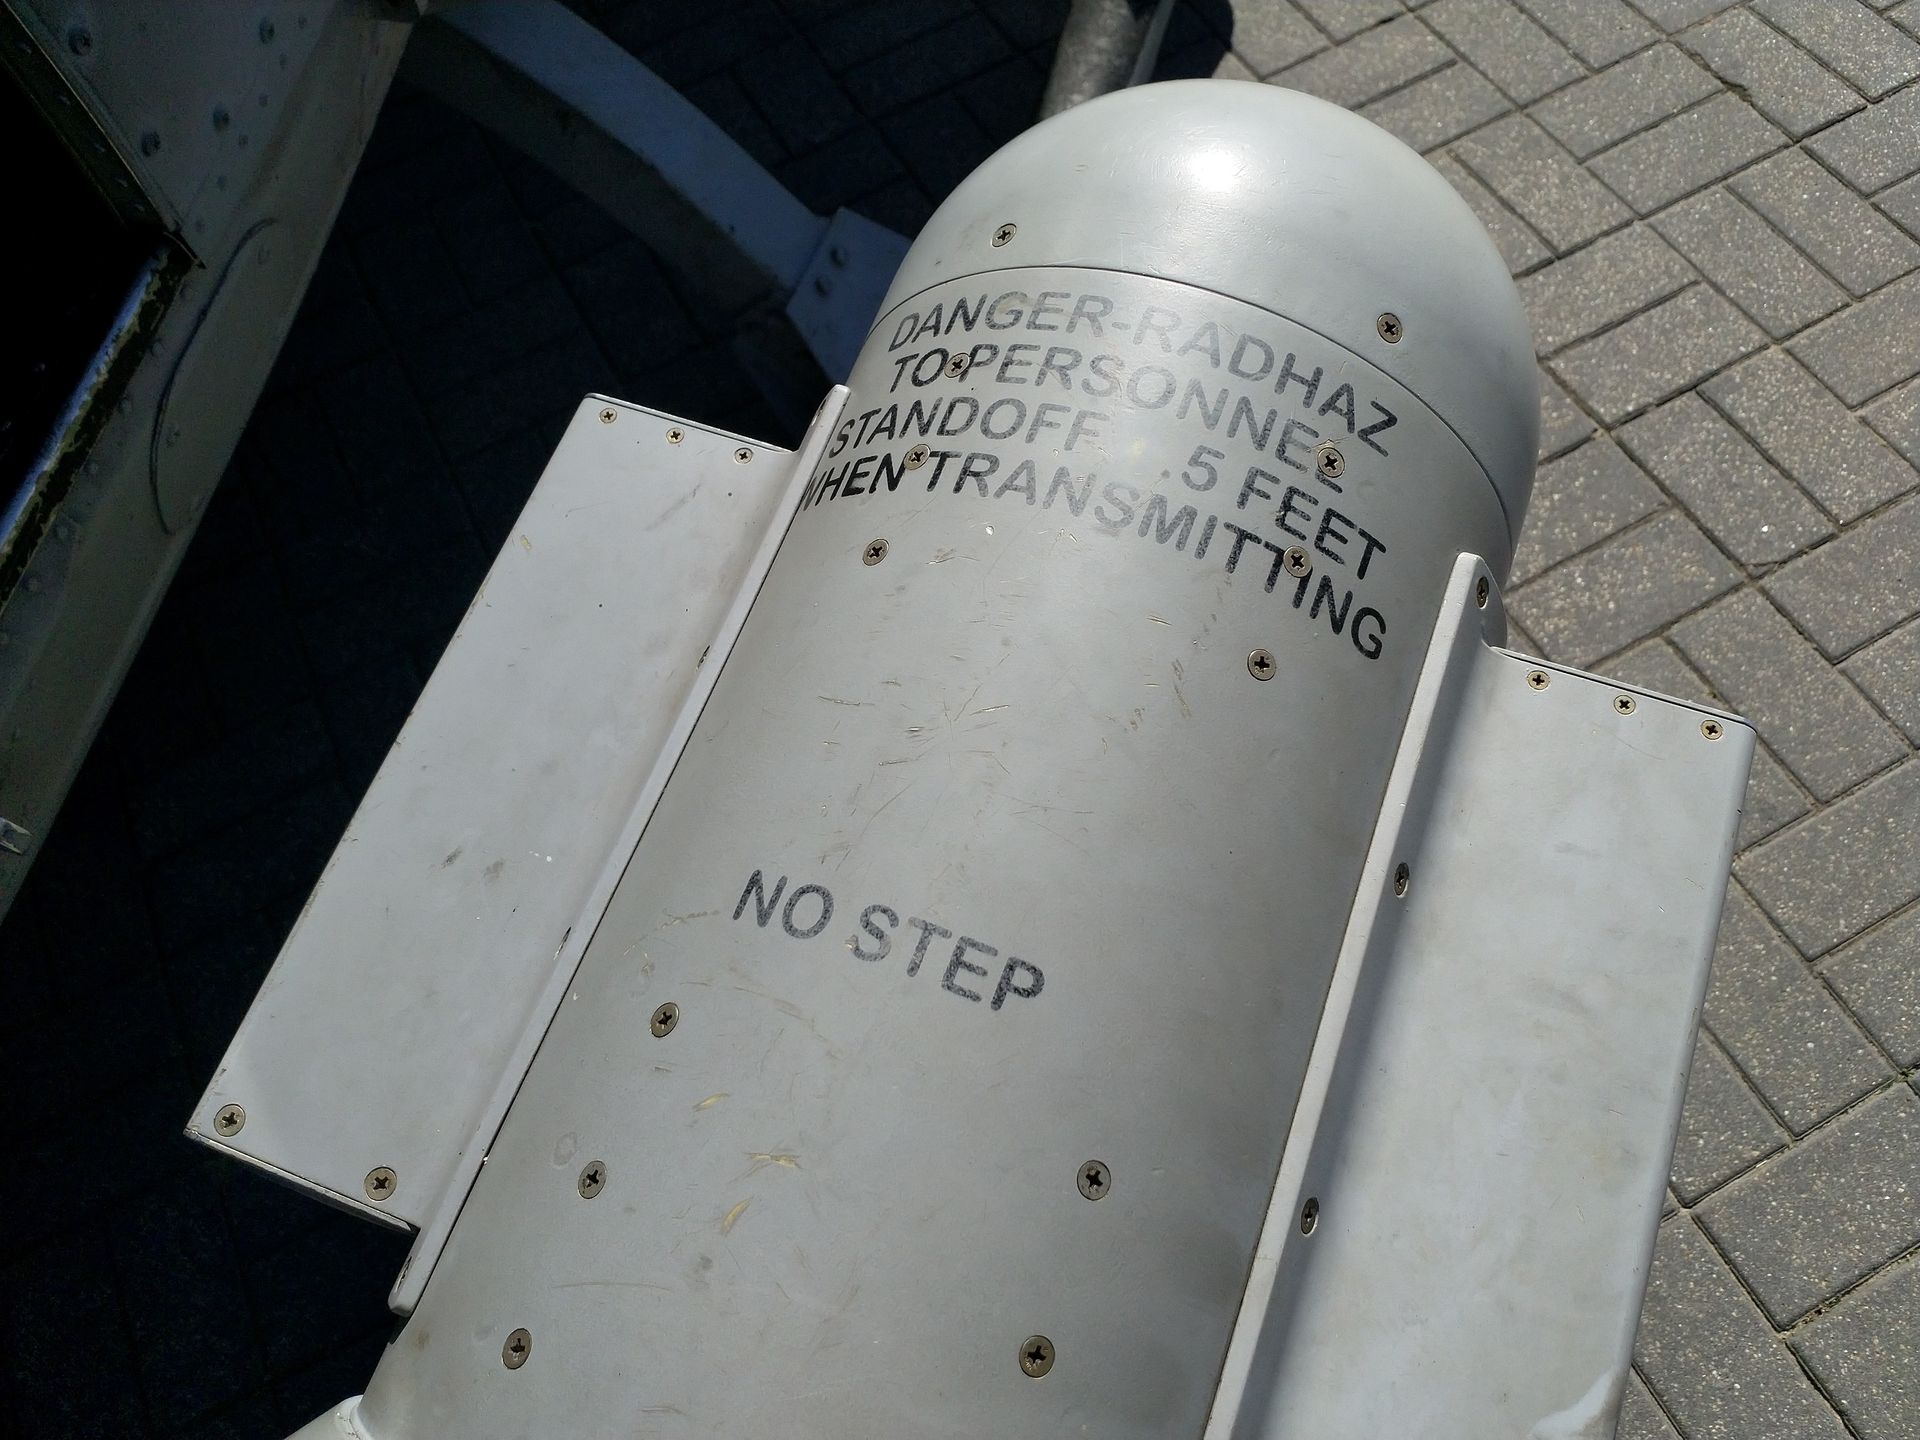 DANGER-RADHAZ
TO PERSONNEL
STANDOFF .5 FEET
WHEN TRANSMITTING
NO STEP